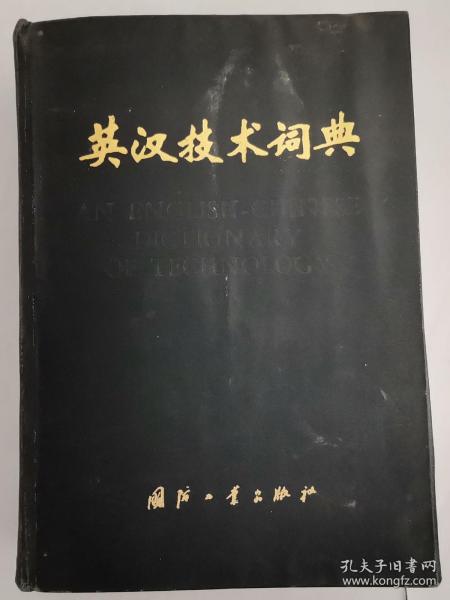 英汉技术词典
AN ENGLISH-CHINESE
DICTIONARY
OF TECHNOLOGY
国防工业出版社
孔夫子旧书网
www.kongfz.com